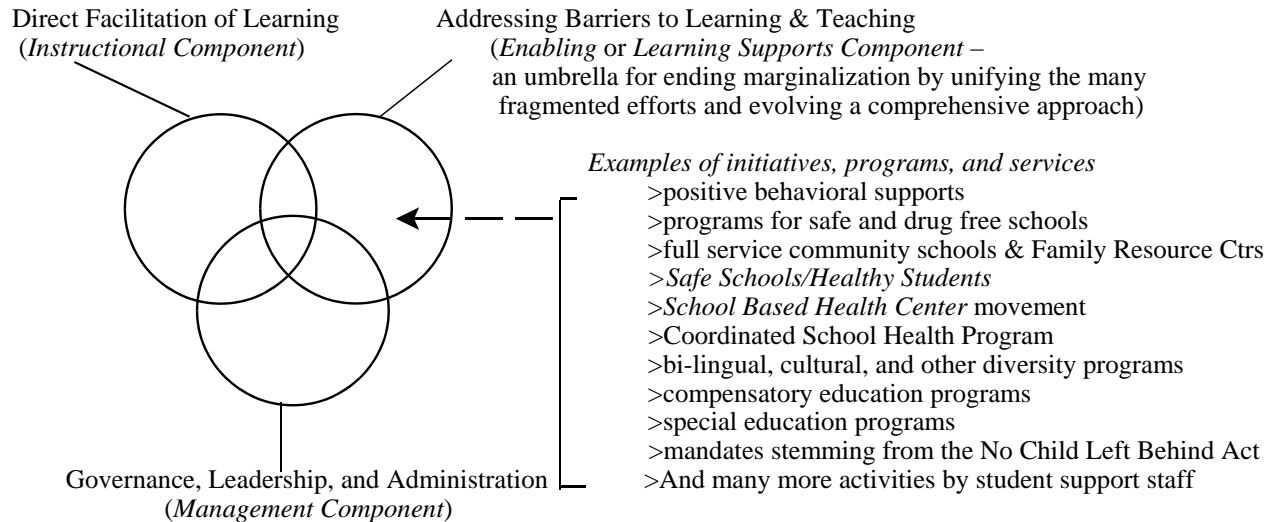 Direct Facilitation of Learning
(Instructional Component)
Addressing Barriers to Learning & Teaching
(Enabling or Learning Supports Component –
an umbrella for ending marginalization by unifying the many
fragmented efforts and evolving a comprehensive approach)
Examples of initiatives, programs, and services
>positive behavioral supports
>programs for safe and drug free schools
>full service community schools & Family Resource Ctrs
>Safe Schools/Healthy Students
>School Based Health Center movement
>Coordinated School Health Program
>bi-lingual, cultural, and other diversity programs
>compensatory education programs
>special education programs
>mandates stemming from the No Child Left Behind Act
>And many more activities by student support staff
Governance, Leadership, and Administration
(Management Component)